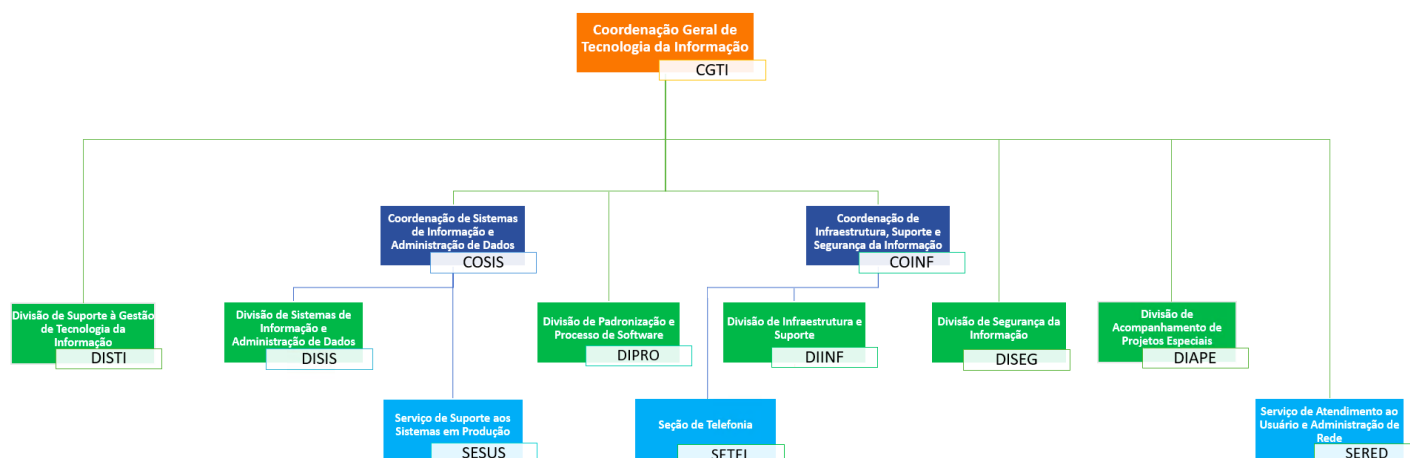 Coordenação Geral de
Tecnologia da Informação
CGTI
Coordenação de Sistemas
de Informação e
Administração de Dados
COSIS
Coordenação de
Infraestrutura, Suporte e
Segurança da Informação
COINF
Divisão de Suporte à Gestão
de Tecnologia da
Informação
DISTI
Divisão de Sistemas de
Informação e
Administração de Dados
DISIS
Divisão de Padronização e
Processo de Software
DIPRO
Divisão de Infraestrutura e
Suporte
DIINF
Divisão de Segurança da
Informação
DISEG
Divisão de
Acompanhamento de
Projetos Especiais
DIAPE
Serviço de Suporte aos
Sistemas em Produção
SESUS
Seção de Telefonia
SETEL
Serviço de Atendimento ao
Usuário e Administração de
Rede
SERED